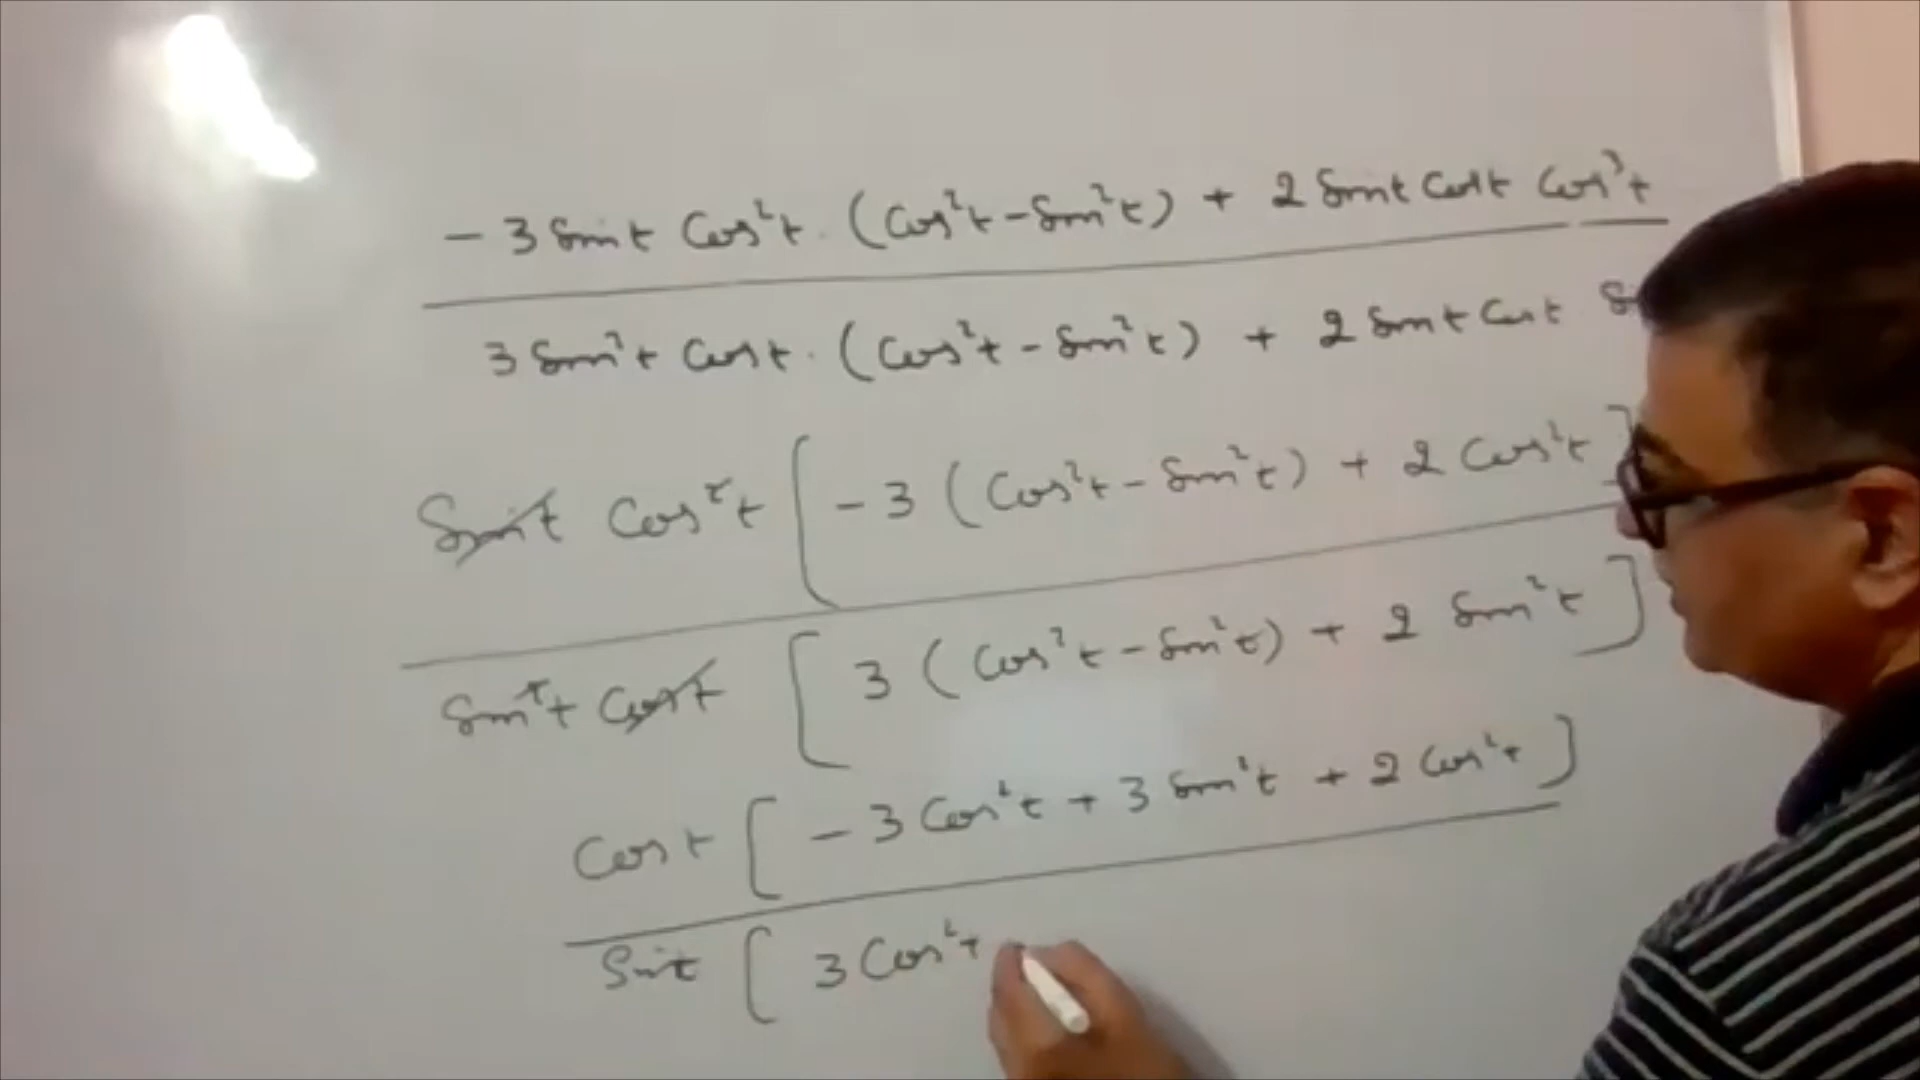 - 3 Sint Cos²t. (Cos²t - Sin²t) + 2 Sint Cost Cos³t
3 Sin²t Cost. (Cos²t - Sin²t) + 2 Sint Cost
Sint Cos²t [ - 3 (Cos²t - Sin²t) + 2 Cos²t ]
Sin²t Cost [ 3 (Cos²t - Sin²t) + 2 Sin²t ]
Cost [ - 3 Cos²t + 3 Sin²t + 2 Cos²t ]
Sint [ 3 Cos²t